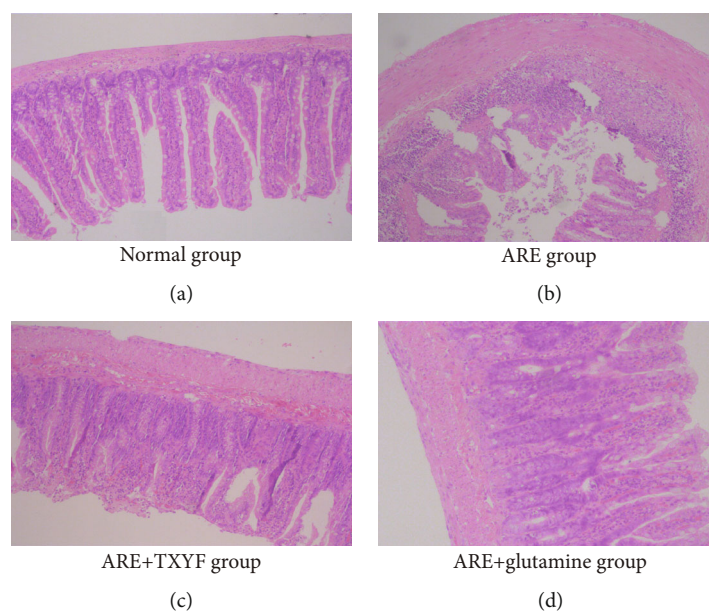 Normal group
(a)
ARE group
(b)
ARE+TXYF group
(c)
ARE+glutamine group
(d)